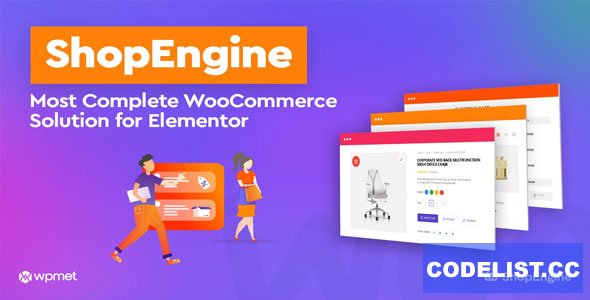 ShopEngine
Most Complete WooCommerce
Solution for Elementor
CORPORATE MID BACK MULTIFUNCTION
MESH OFFICE CHAIR
wpmet
ShopEngine
CODELIST.CC